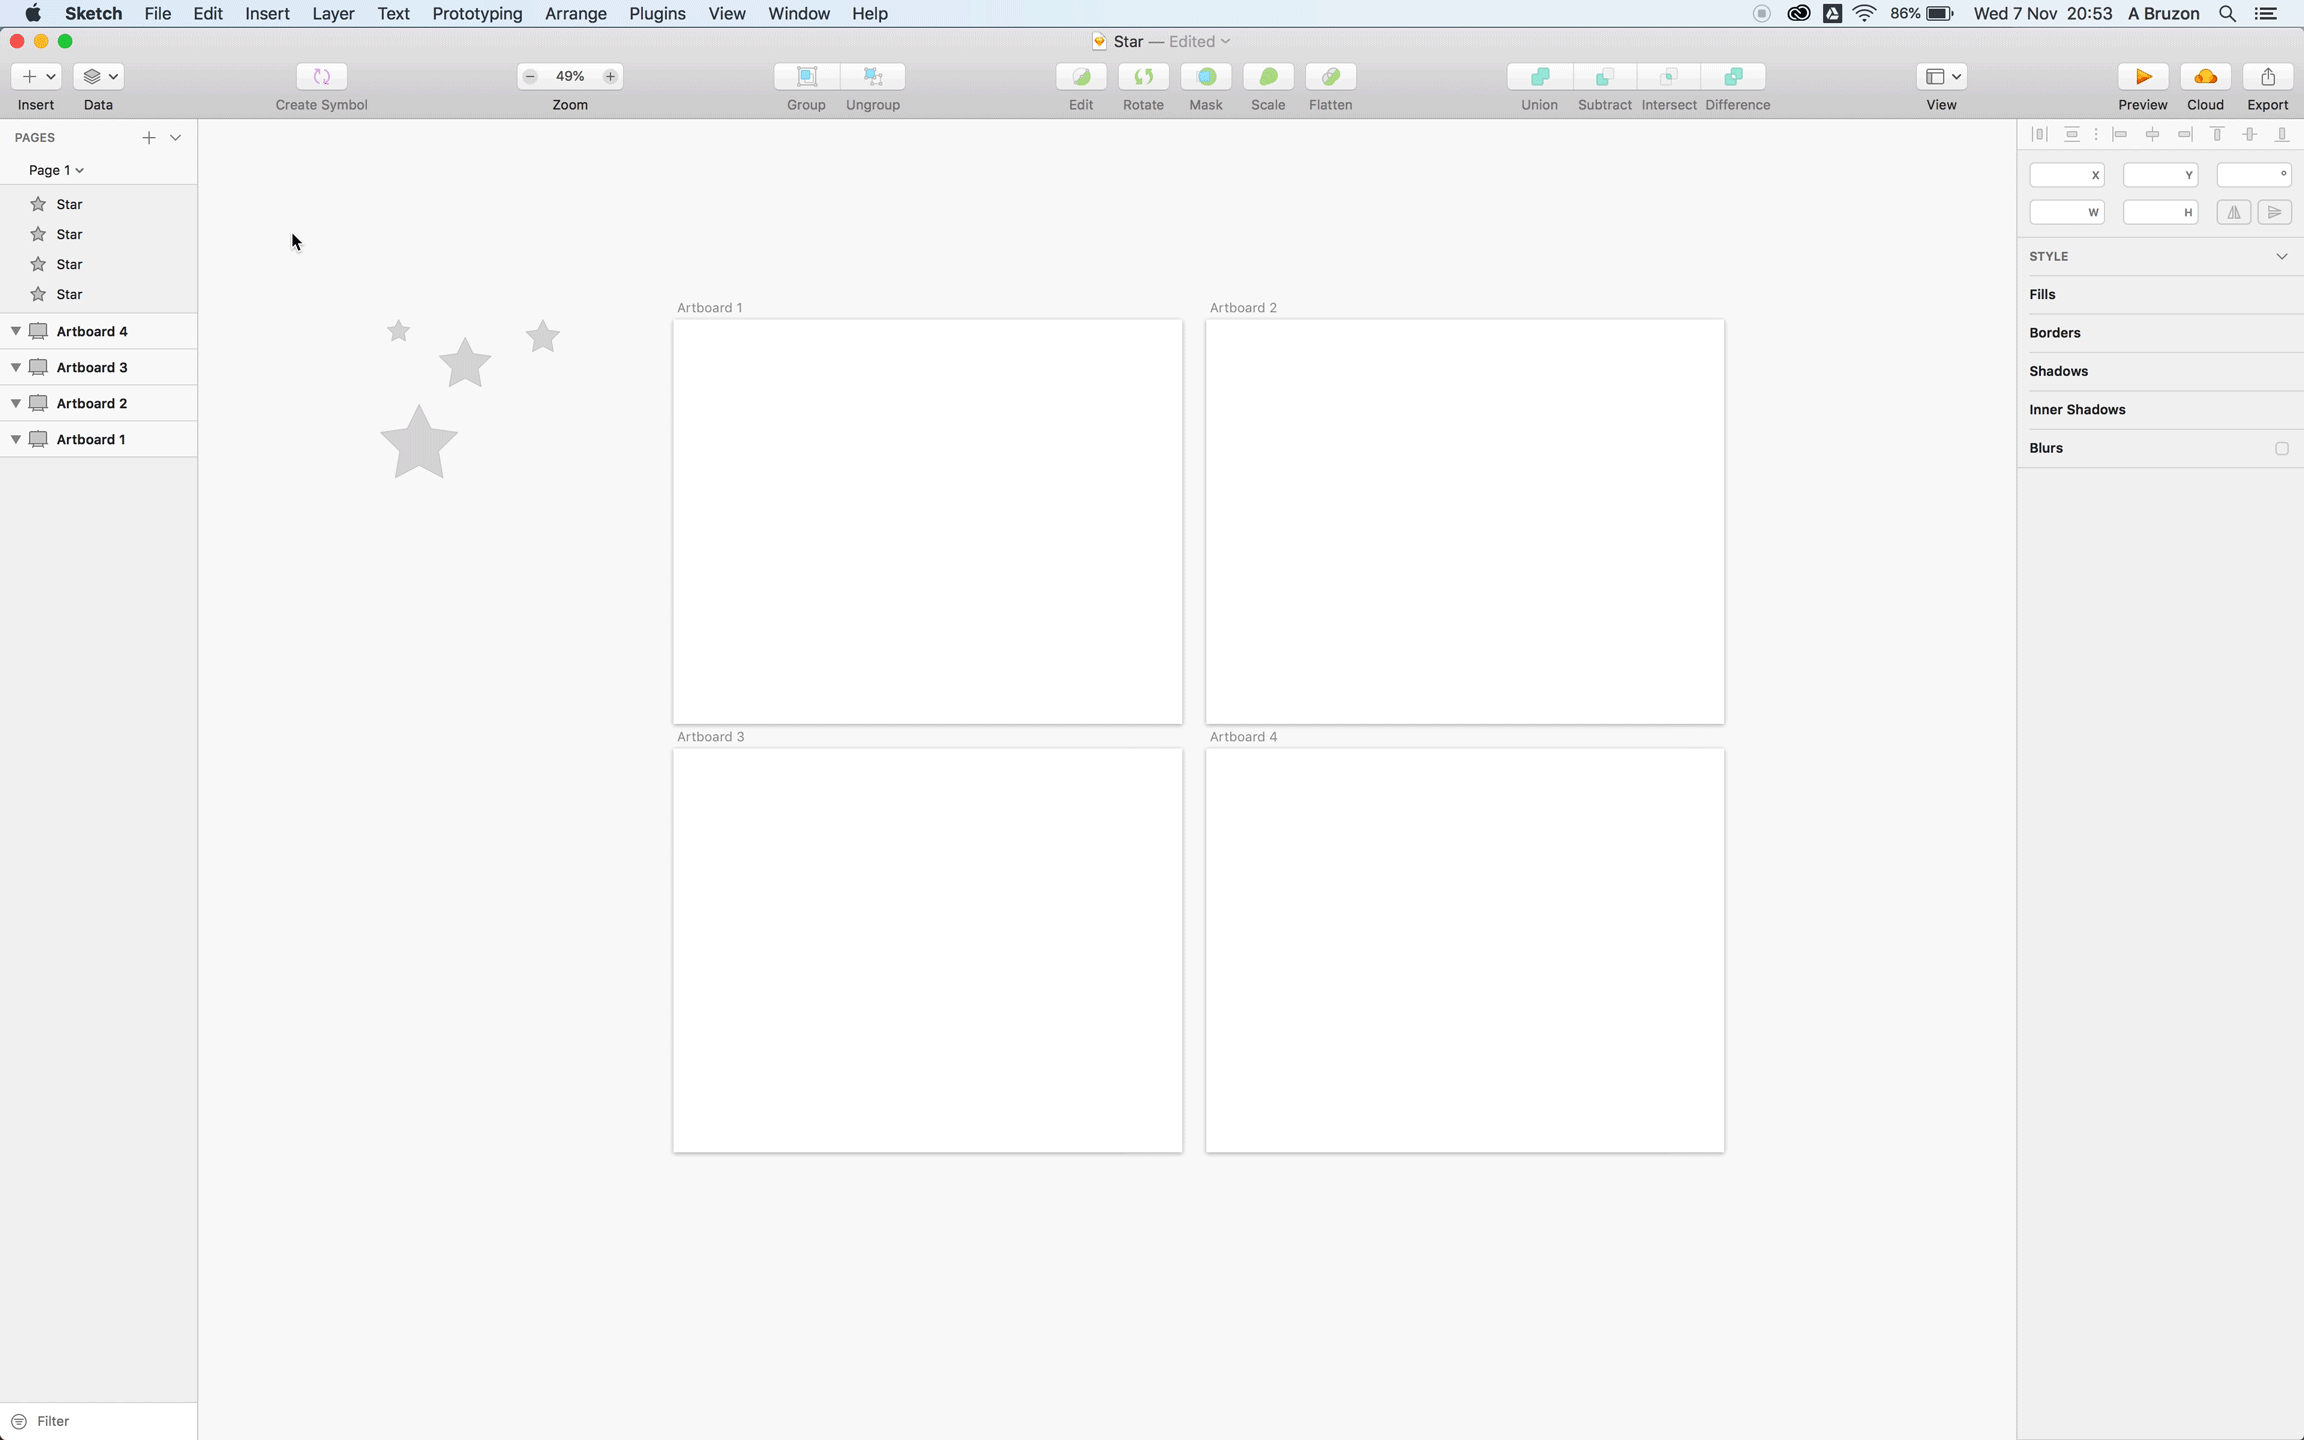 Sketch File Edit Insert Layer Text Prototyping Arrange Plugins View Window Help 86% Wed 7 Nov 20:53 A Bruzon
Star — Edited
49%
Insert Data Create Symbol Zoom Group Ungroup Edit Rotate Mask Scale Flatten Union Subtract Intersect Difference View Preview Cloud Export
PAGES
Page 1
Star
Star
Star
Star
Artboard 4
Artboard 3
Artboard 2
Artboard 1
Filter
Artboard 1
Artboard 2
Artboard 3
Artboard 4
X Y °
W H
STYLE
Fills
Borders
Shadows
Inner Shadows
Blurs